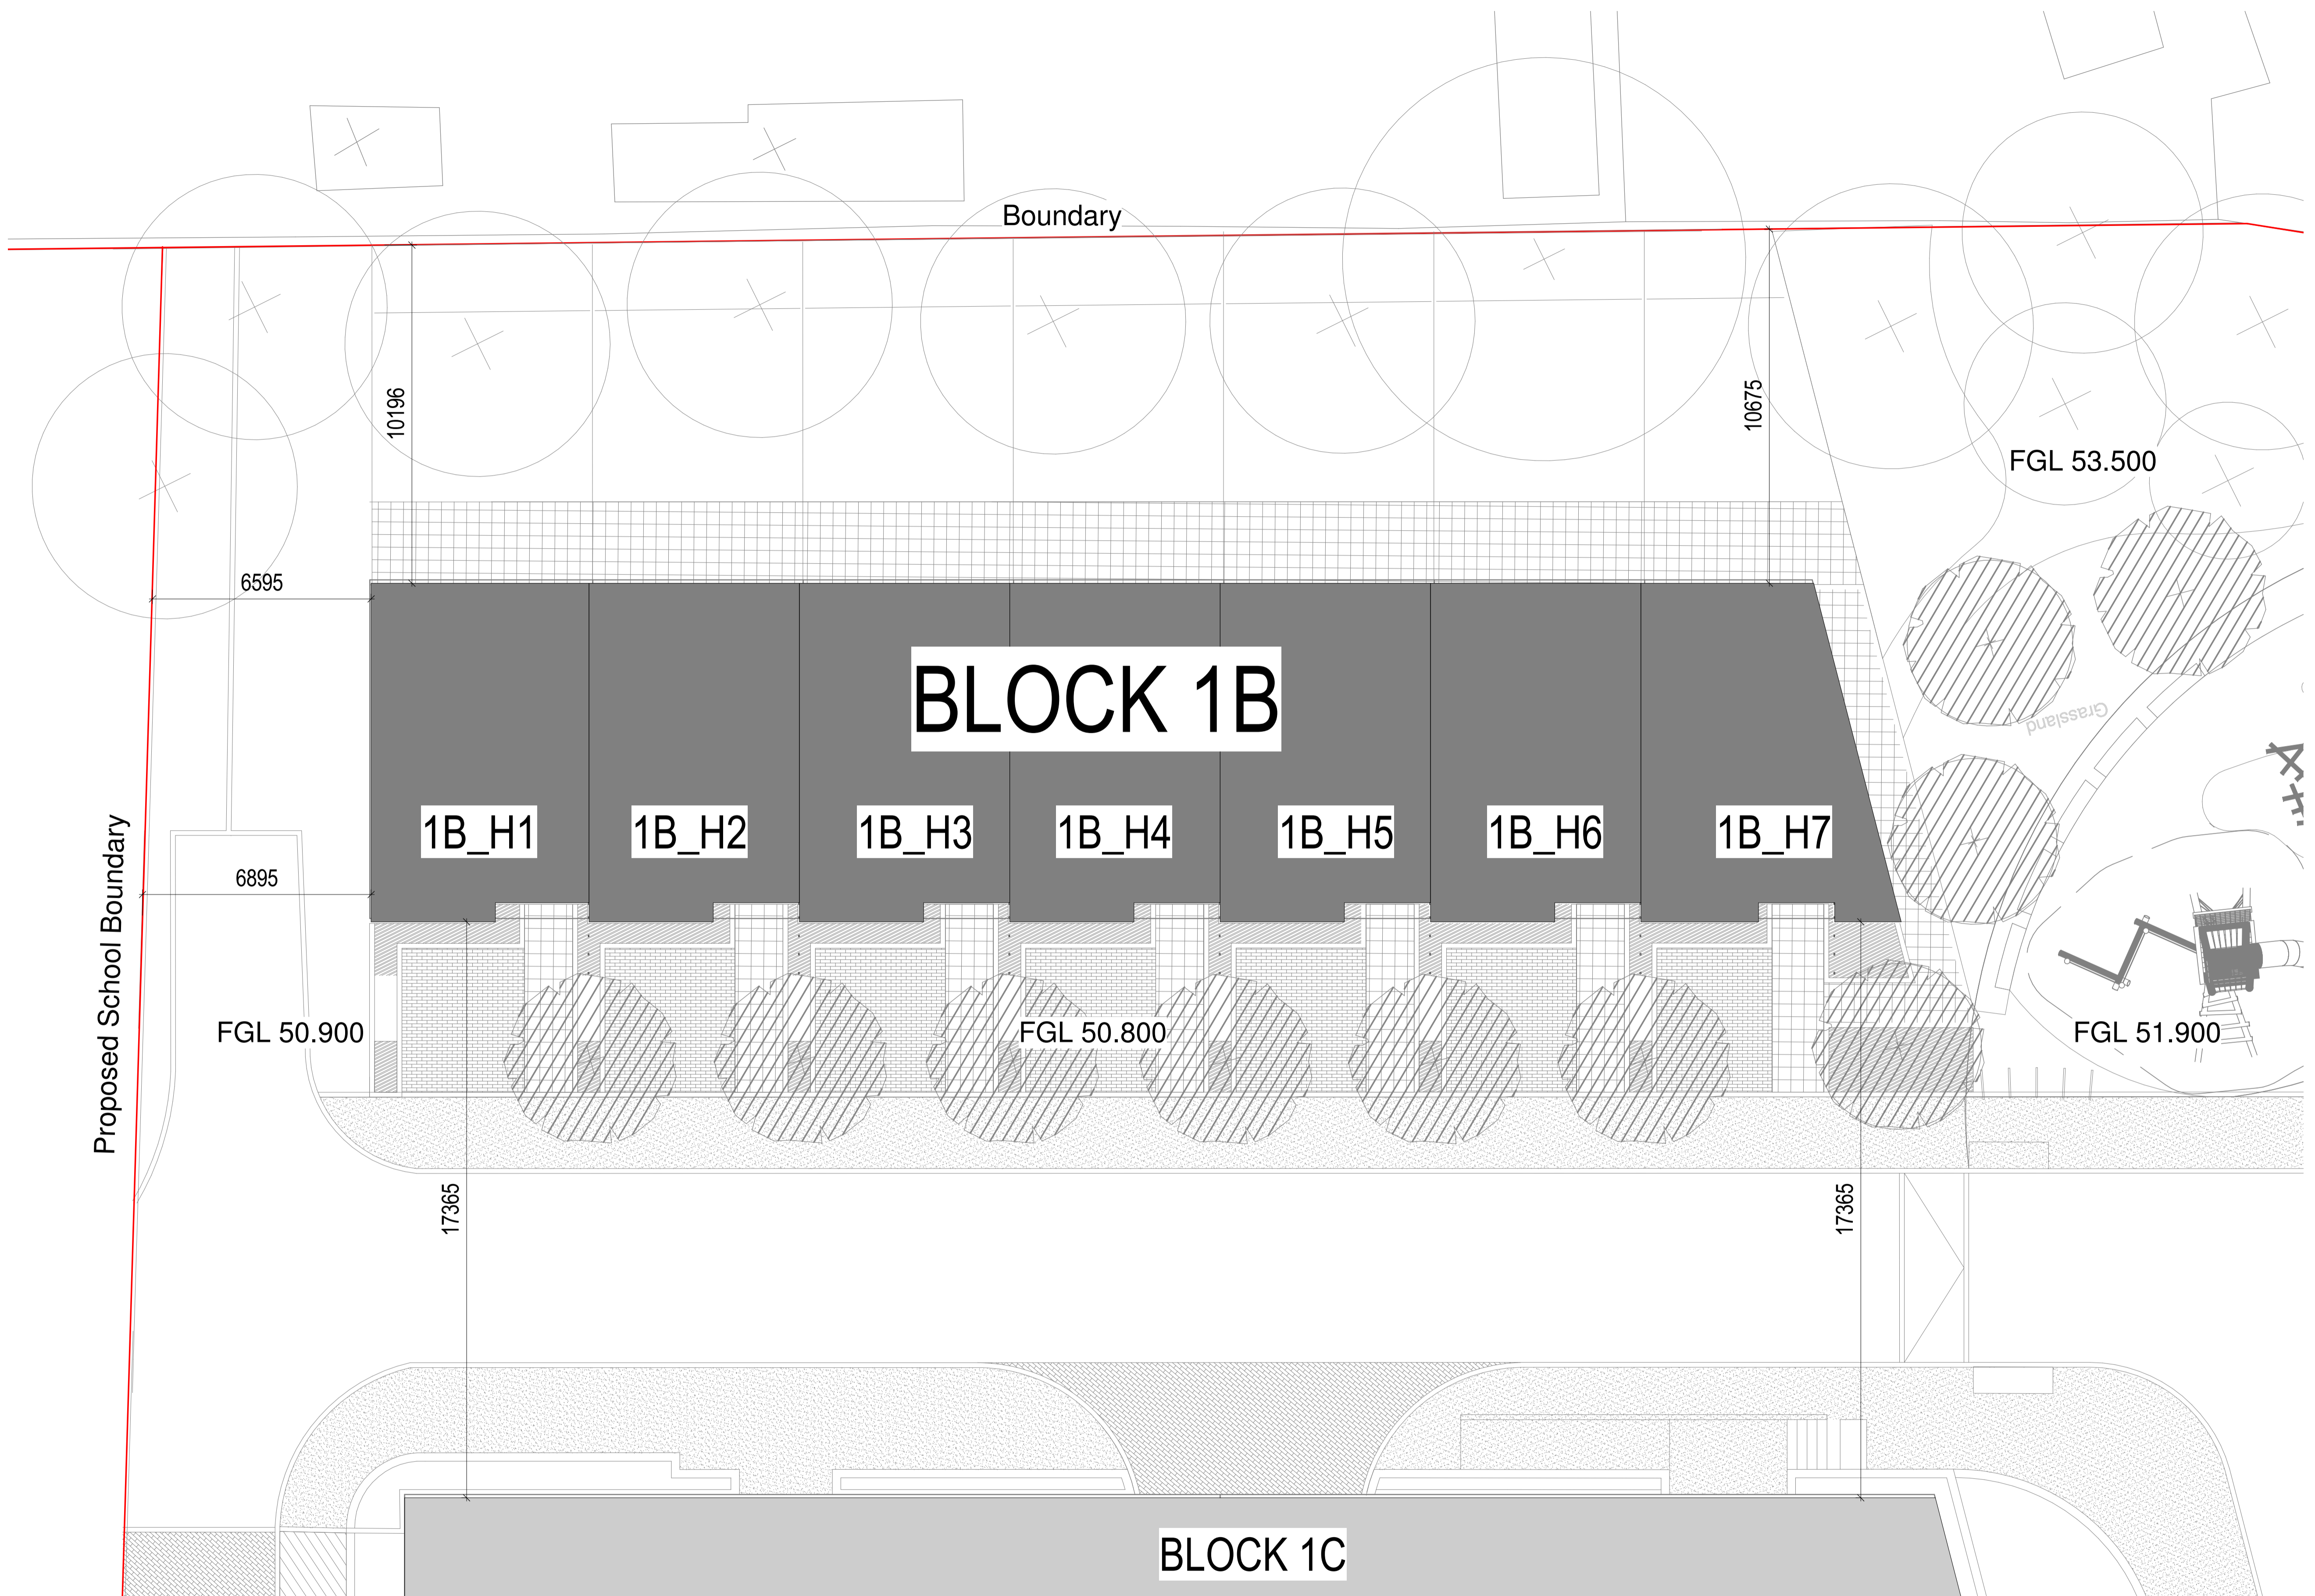 Boundary
10196
10675
FGL 53.500
6595
BLOCK 1B
Grassland
1B_H1
1B_H2
1B_H3
1B_H4
1B_H5
1B_H6
1B_H7
6895
Proposed School Boundary
FGL 50.900
FGL 50.800
FGL 51.900
17365
17365
BLOCK 1C